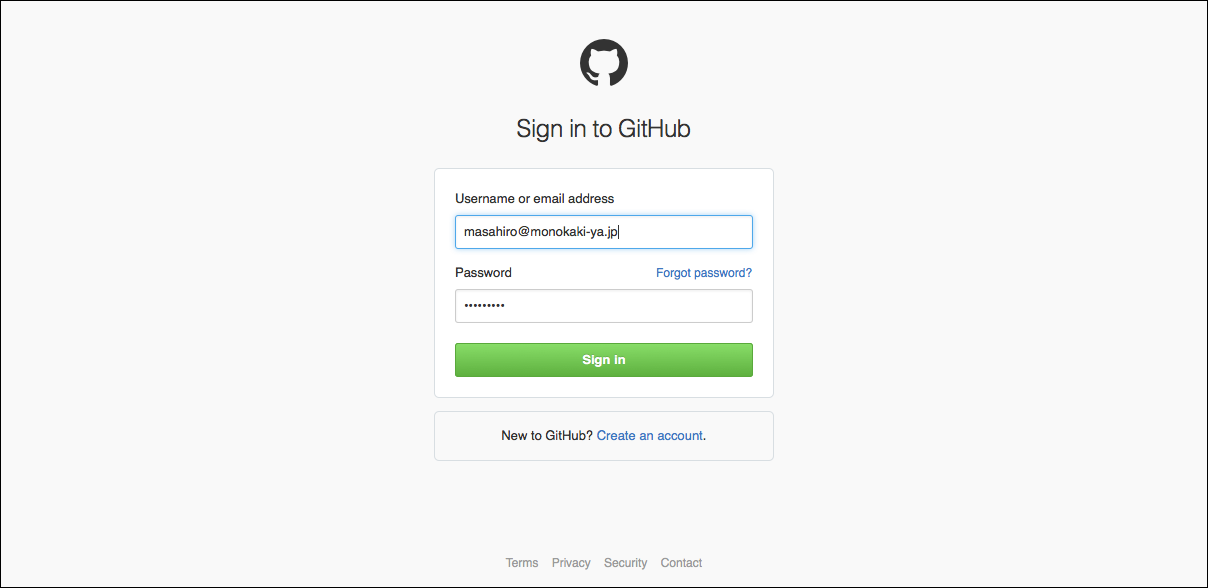 Sign in to GitHub
Username or email address
masahiro@monokaki-ya.jp
Password Forgot password?
•••••••••
Sign in
New to GitHub? Create an account.
Terms Privacy Security Contact